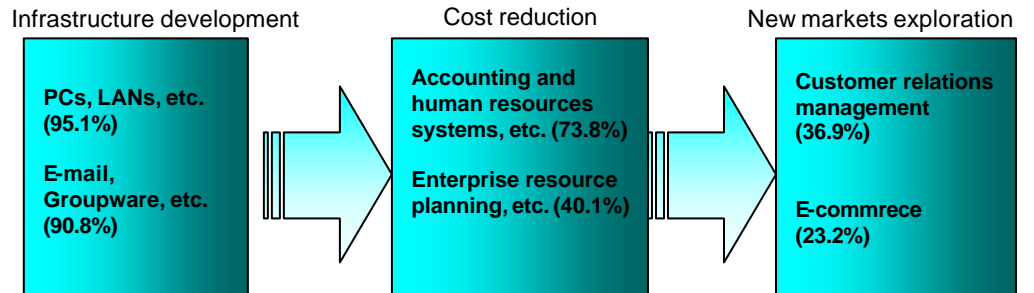 Infrastructure development
PCs, LANs, etc.
(95.1%)
E-mail,
Groupware, etc.
(90.8%)
Cost reduction
Accounting and
human resources
systems, etc. (73.8%)
Enterprise resource
planning, etc. (40.1%)
New markets exploration
Customer relations
management
(36.9%)
E-commrece
(23.2%)